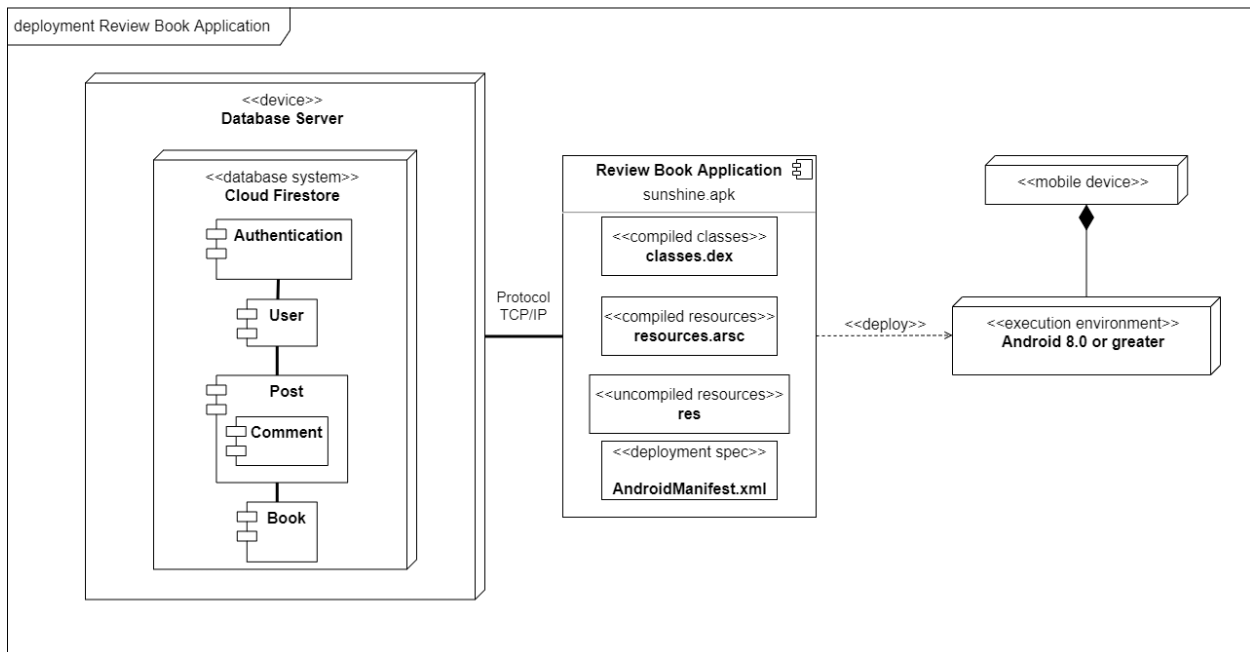 deployment Review Book Application
<<device>>
Database Server
<<database system>>
Cloud Firestore
Authentication
User
Post
Comment
Book
Protocol
TCP/IP
Review Book Application
sunshine.apk
<<compiled classes>>
classes.dex
<<compiled resources>>
resources.arsc
<<uncompiled resources>>
res
<<deployment spec>>
AndroidManifest.xml
<<deploy>>
<<mobile device>>
<<execution environment>>
Android 8.0 or greater